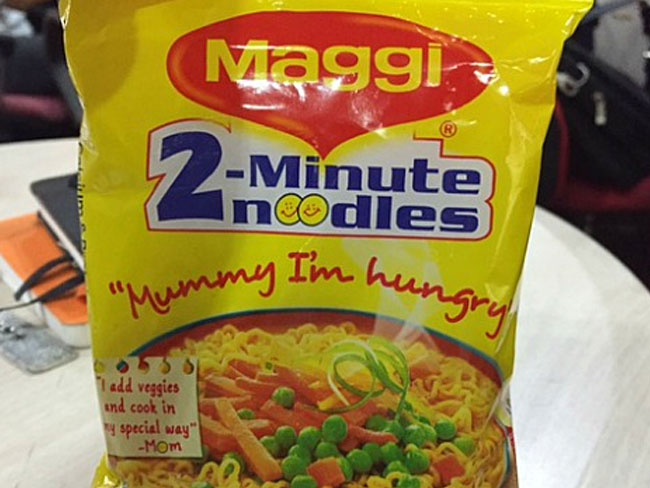 Maggi
®
2-Minute
noodles
"Mummy I'm hungry
"I add veggies
and cook in
my special way"
-Mom